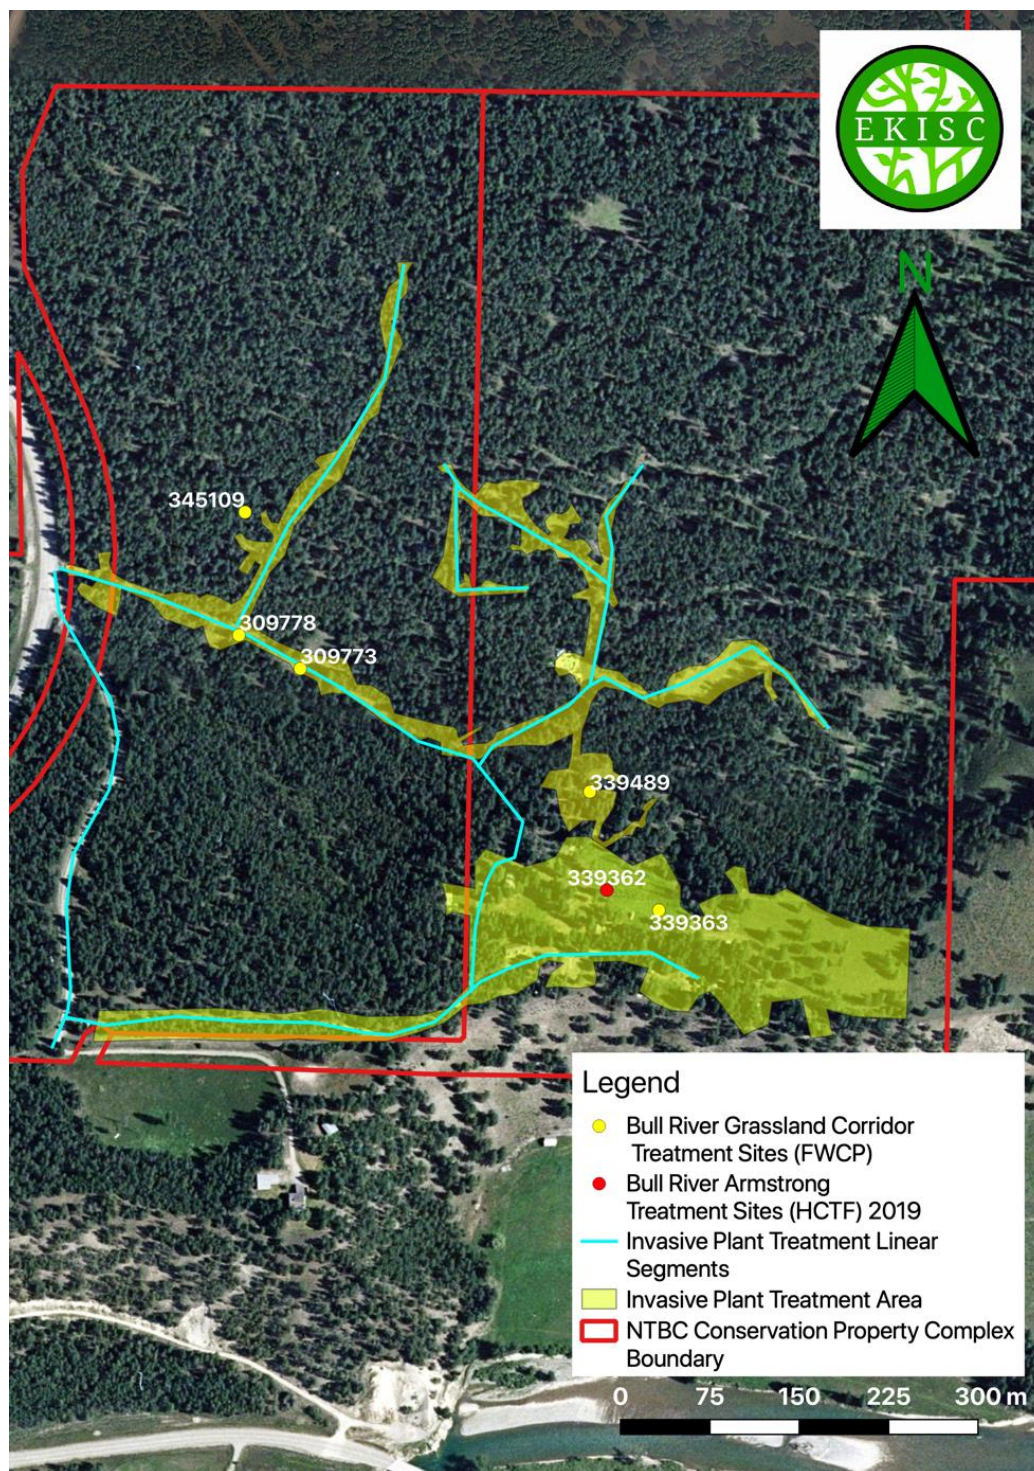 EKISC
N
345109
309778
309773
339489
339362
339363
Legend
Bull River Grassland Corridor
Treatment Sites (FWCP)
Bull River Armstrong
Treatment Sites (HCTF) 2019
Invasive Plant Treatment Linear
Segments
Invasive Plant Treatment Area
NTBC Conservation Property Complex
Boundary
0 75 150 225 300 m